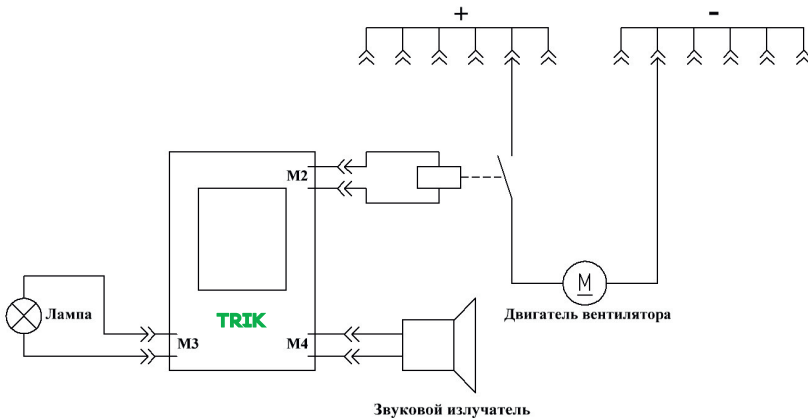 +
-
M2
Лампа
TRIK
M3
M4
M
Двигатель вентилятора
Звуковой излучатель